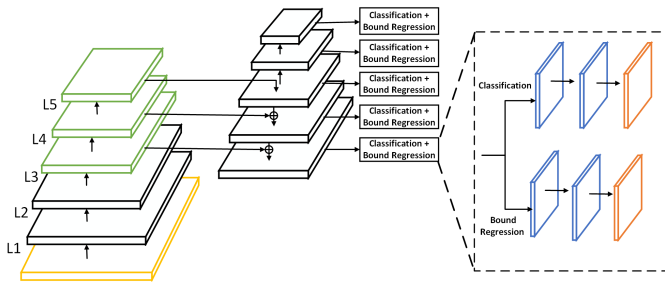 Classification +
Bound Regression
Classification +
Bound Regression
Classification +
Bound Regression
Classification +
Bound Regression
Classification +
Bound Regression
L5
L4
L3
L2
L1
Classification
Bound
Regression